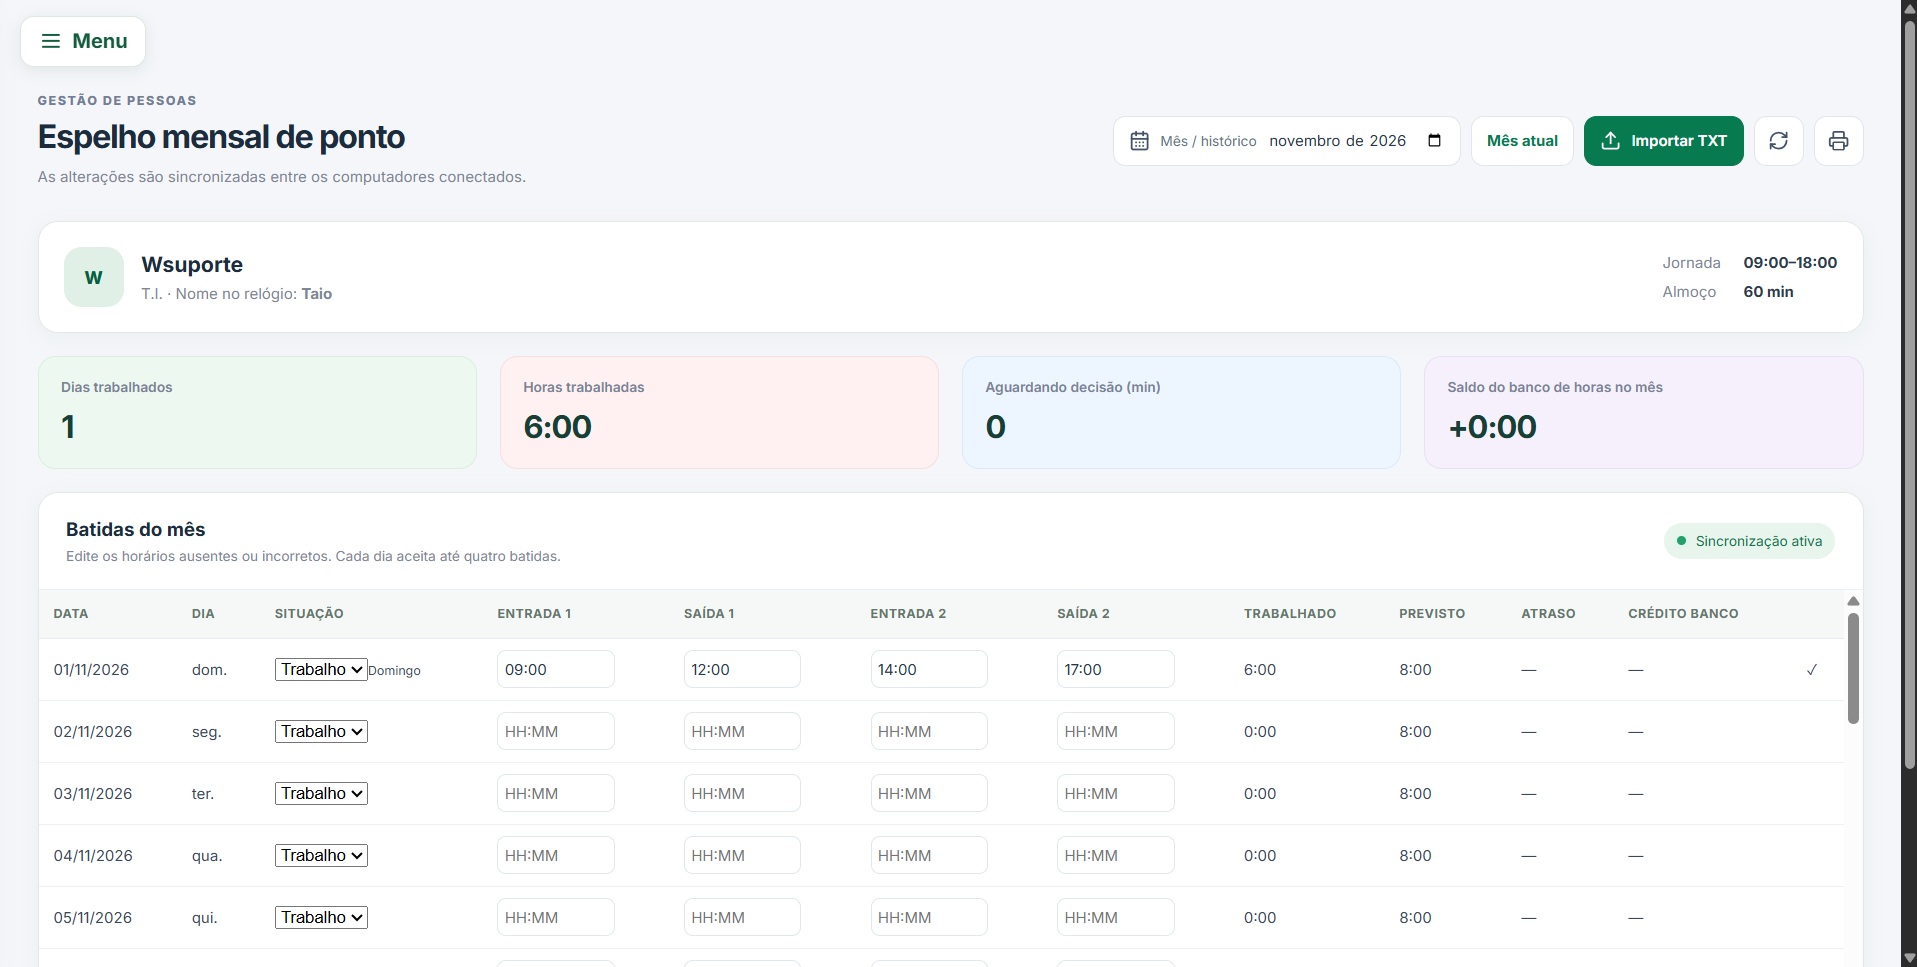 Menu
GESTÃO DE PESSOAS
Espelho mensal de ponto
As alterações são sincronizadas entre os computadores conectados.
Mês / histórico novembro de 2026
Mês atual
Importar TXT
W
Wsuporte
T.I. · Nome no relógio: Taio
Jornada 09:00–18:00
Almoço 60 min
Dias trabalhados
1
Horas trabalhadas
6:00
Aguardando decisão (min)
0
Saldo do banco de horas no mês
+0:00
Batidas do mês
Edite os horários ausentes ou incorretos. Cada dia aceita até quatro batidas.
Sincronização ativa
DATA DIA SITUAÇÃO ENTRADA 1 SAÍDA 1 ENTRADA 2 SAÍDA 2 TRABALHADO PREVISTO ATRASO CRÉDITO BANCO
01/11/2026 dom. Trabalho Domingo 09:00 12:00 14:00 17:00 6:00 8:00 — — ✓
02/11/2026 seg. Trabalho HH:MM HH:MM HH:MM HH:MM 0:00 8:00 — —
03/11/2026 ter. Trabalho HH:MM HH:MM HH:MM HH:MM 0:00 8:00 — —
04/11/2026 qua. Trabalho HH:MM HH:MM HH:MM HH:MM 0:00 8:00 — —
05/11/2026 qui. Trabalho HH:MM HH:MM HH:MM HH:MM 0:00 8:00 — —